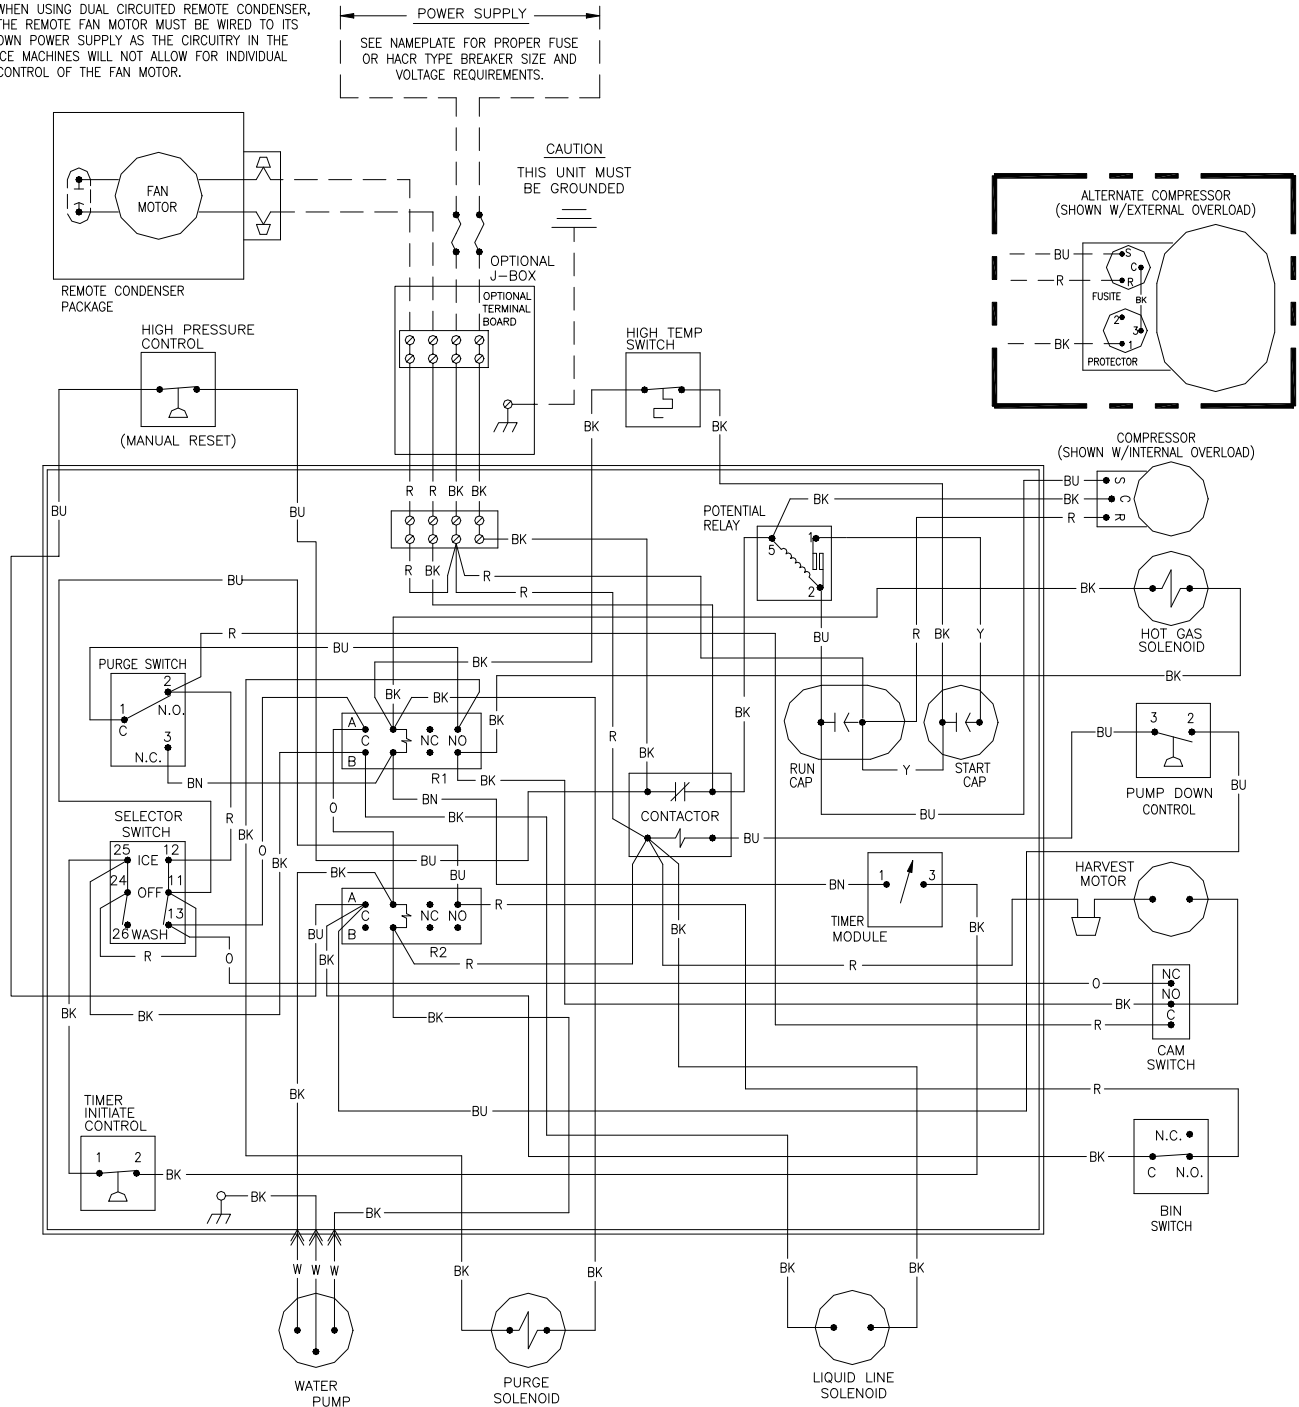 WHEN USING DUAL CIRCUITED REMOTE CONDENSER,
THE REMOTE FAN MOTOR MUST BE WIRED TO ITS
OWN POWER SUPPLY AS THE CIRCUITRY IN THE
ICE MACHINES WILL NOT ALLOW FOR INDIVIDUAL
CONTROL OF THE FAN MOTOR.
POWER SUPPLY
SEE NAMEPLATE FOR PROPER FUSE
OR HACR TYPE BREAKER SIZE AND
VOLTAGE REQUIREMENTS.
CAUTION
THIS UNIT MUST
BE GROUNDED
FAN
MOTOR
REMOTE CONDENSER
PACKAGE
OPTIONAL
J-BOX
OPTIONAL
TERMINAL
BOARD
ALTERNATE COMPRESSOR
(SHOWN W/EXTERNAL OVERLOAD)
BU
S
C
R
R
FUSITE
BK
2
3
BK
1
PROTECTOR
HIGH PRESSURE
CONTROL
(MANUAL RESET)
HIGH TEMP
SWITCH
BK
BK
COMPRESSOR
(SHOWN W/INTERNAL OVERLOAD)
BU
S
BK
C
R
R
R
R
BK
BK
BU
BU
BK
POTENTIAL
RELAY
5
1
2
BK
R
BK
R
R
BU
BK
HOT GAS
SOLENOID
BK
R
BU
BK
BU
R
BK
Y
PURGE SWITCH
2
N.O.
1
C
3
N.C.
BN
BK
BK
BK
A
C
NC
NO
B
R1
BK
BN
BK
O
R
BK
BK
RUN
CAP
Y
START
CAP
BU
3
2
BU
PUMP DOWN
CONTROL
BU
SELECTOR
SWITCH
25
ICE
12
24
OFF
11
26
WASH
13
R
R
BK
O
BK
O
CONTACTOR
BU
BU
BU
BK
A
C
NC
NO
B
R2
R
BU
BK
R
BK
BN
1
3
TIMER
MODULE
BK
HARVEST
MOTOR
R
O
BK
R
NC
NO
C
CAM
SWITCH
BK
BK
BK
BK
TIMER
INITIATE
CONTROL
1
2
BK
BU
R
BK
N.C.
C
N.O.
BIN
SWITCH
BK
BK
W
W
W
BK
BK
BK
BK
WATER
PUMP
PURGE
SOLENOID
LIQUID LINE
SOLENOID